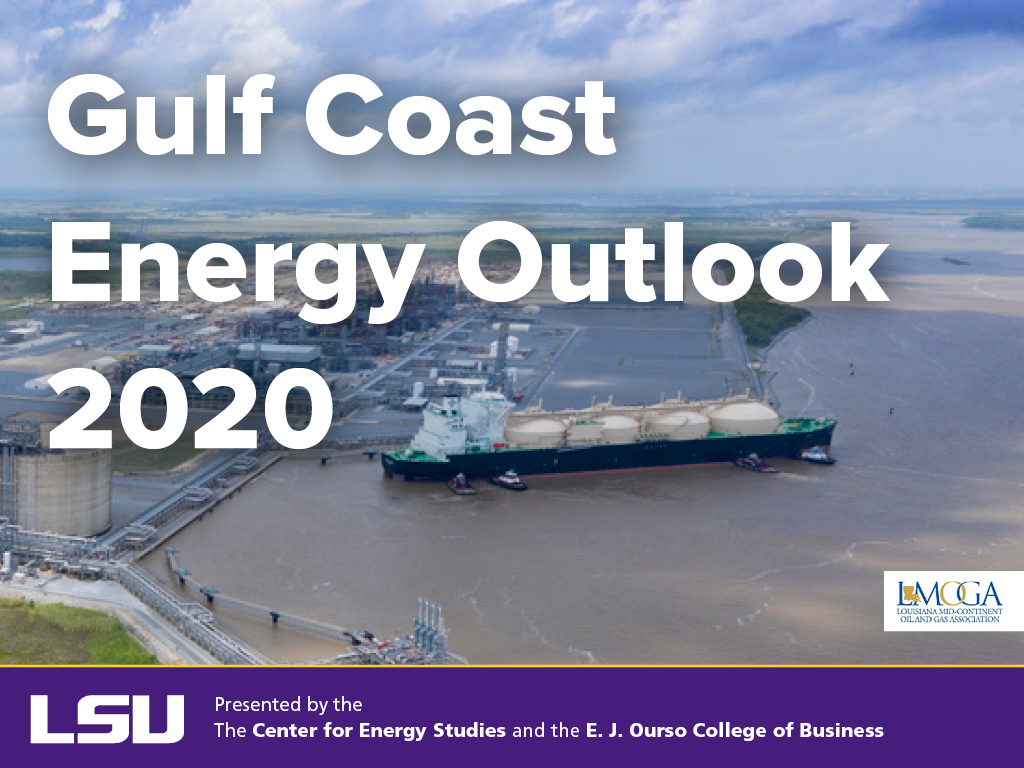 Gulf Coast
Energy Outlook
2020
LMOGA
LOUISIANA MID-CONTINENT
OIL AND GAS ASSOCIATION
LSU
Presented by the
The Center for Energy Studies and the E. J. Ourso College of Business